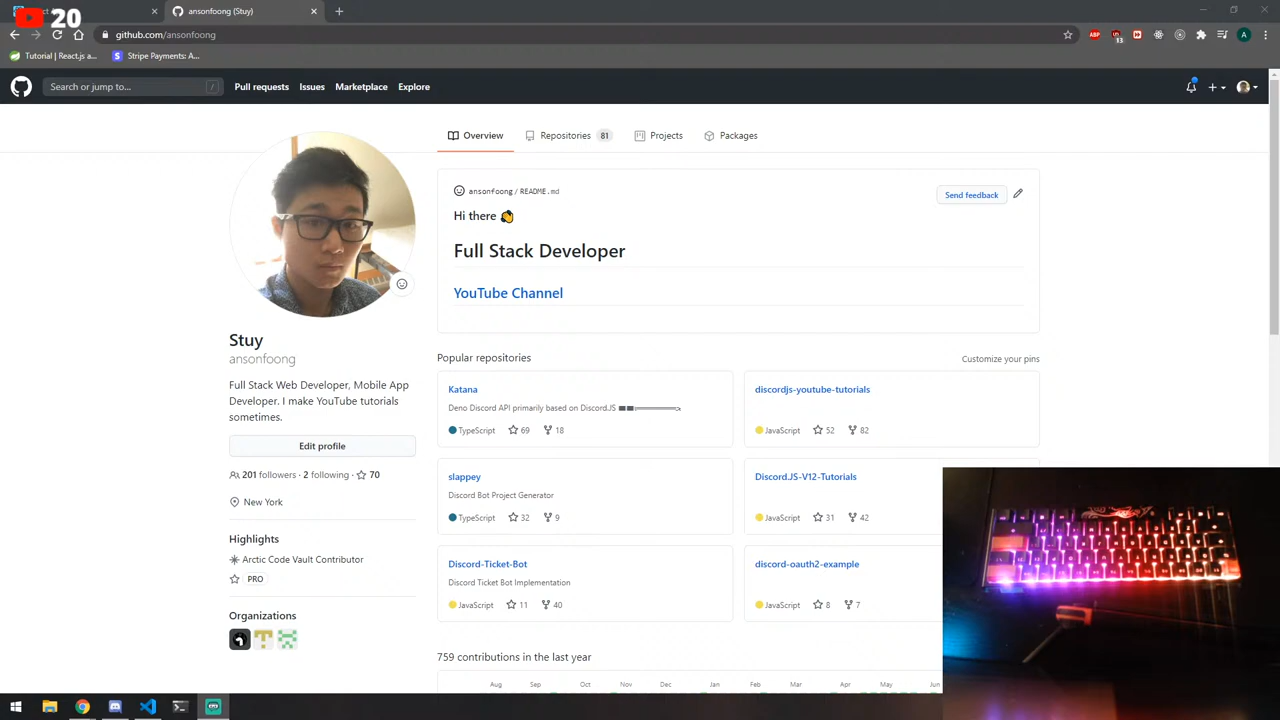 20
ansonfoong (Stuy)
github.com/ansonfoong
ABP
13
A
Tutorial | React.js a...
Stripe Payments: A...
Search or jump to...
/
Pull requests
Issues
Marketplace
Explore
Overview
Repositories 81
Projects
Packages
ansonfoong / README.md
Send feedback
Hi there
Full Stack Developer
YouTube Channel
Stuy
ansonfoong
Full Stack Web Developer, Mobile App
Developer. I make YouTube tutorials
sometimes.
Edit profile
201 followers · 2 following · 70
New York
Highlights
Arctic Code Vault Contributor
PRO
Organizations
Popular repositories
Customize your pins
Katana
Deno Discord API primarily based on Discord.JS
TypeScript 69 18
discordjs-youtube-tutorials
JavaScript 52 82
slappey
Discord Bot Project Generator
TypeScript 32 9
Discord.JS-V12-Tutorials
JavaScript 31 42
Discord-Ticket-Bot
Discord Ticket Bot Implementation
JavaScript 11 40
discord-oauth2-example
JavaScript 8 7
759 contributions in the last year
Aug Sep Oct Nov Dec Jan Feb Mar Apr May Jun